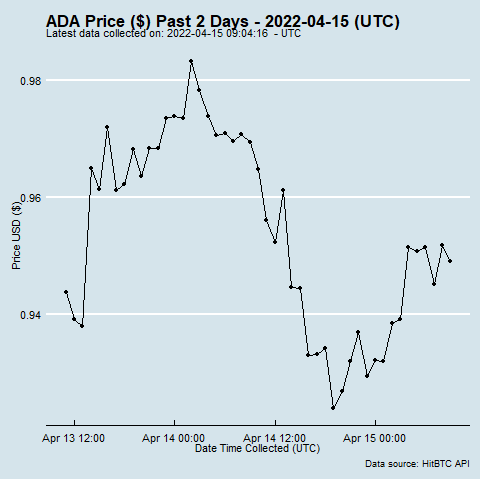 ADA Price ($) Past 2 Days - 2022-04-15 (UTC)
Latest data collected on: 2022-04-15 09:04:16  - UTC
0.98
0.96
0.94
Price USD ($)
Apr 13 12:00 Apr 14 00:00 Apr 14 12:00 Apr 15 00:00
Date Time Collected (UTC)
Data source: HitBTC API